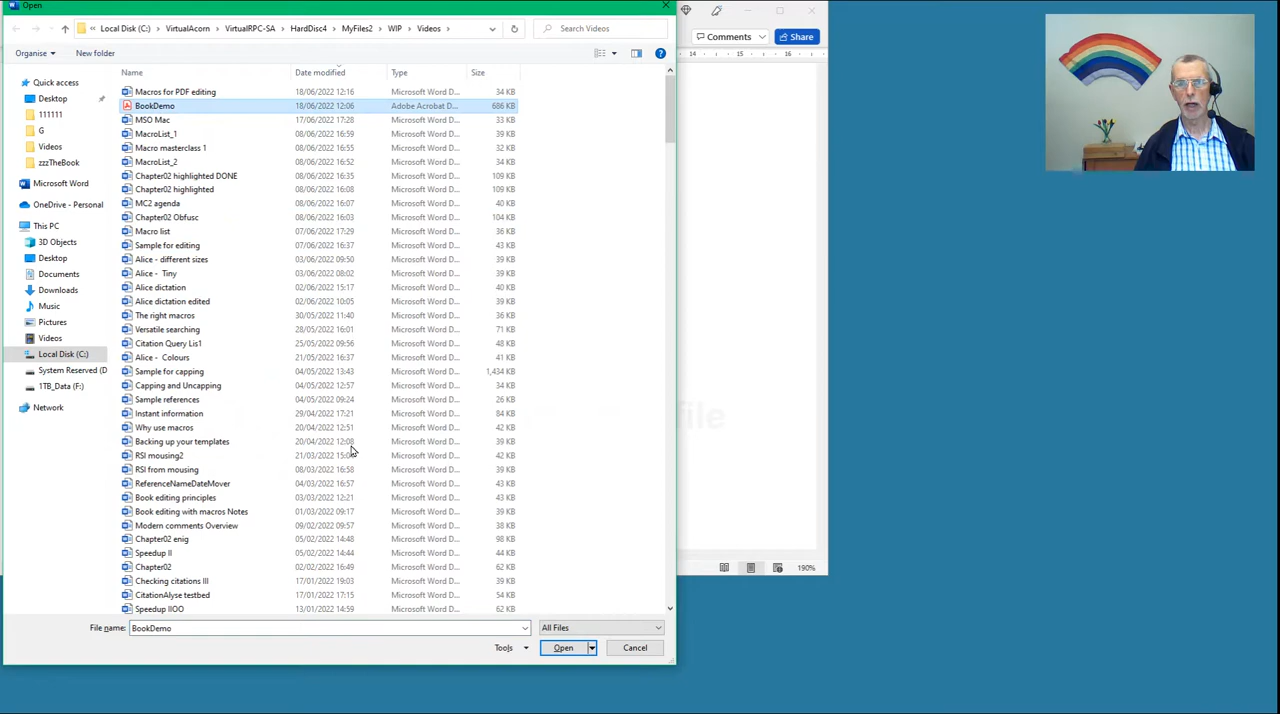 Open
« Local Disk (C:) › VirtualAcorn › VirtualRPC-SA › HardDisc4 › MyFiles2 › WIP › Videos ›
Search Videos
Comments
Share
Organise
New folder
14 15 16 17
Name Date modified Type Size
Quick access
Desktop
111111
G
Videos
zzzTheBook
Microsoft Word
OneDrive - Personal
This PC
3D Objects
Desktop
Documents
Downloads
Music
Pictures
Videos
Local Disk (C:)
System Reserved (D
1TB_Data (F:)
Network
Macros for PDF editing 18/06/2022 12:16 Microsoft Word D... 34 KB
BookDemo 18/06/2022 12:06 Adobe Acrobat D... 686 KB
MSO Mac 17/06/2022 17:28 Microsoft Word D... 33 KB
MacroList_1 08/06/2022 16:59 Microsoft Word D... 39 KB
Macro masterclass 1 08/06/2022 16:55 Microsoft Word D... 32 KB
MacroList_2 08/06/2022 16:52 Microsoft Word D... 34 KB
Chapter02 highlighted DONE 08/06/2022 16:35 Microsoft Word D... 109 KB
Chapter02 highlighted 08/06/2022 16:08 Microsoft Word D... 109 KB
MC2 agenda 08/06/2022 16:07 Microsoft Word D... 40 KB
Chapter02 Obfusc 08/06/2022 16:03 Microsoft Word D... 104 KB
Macro list 07/06/2022 17:29 Microsoft Word D... 36 KB
Sample for editing 07/06/2022 16:37 Microsoft Word D... 43 KB
Alice - different sizes 03/06/2022 09:50 Microsoft Word D... 39 KB
Alice - Tiny 03/06/2022 08:02 Microsoft Word D... 39 KB
Alice dictation 02/06/2022 15:17 Microsoft Word D... 40 KB
Alice dictation edited 02/06/2022 10:05 Microsoft Word D... 39 KB
The right macros 30/05/2022 11:40 Microsoft Word D... 36 KB
Versatile searching 28/05/2022 16:01 Microsoft Word D... 71 KB
Citation Query Lis1 25/05/2022 09:56 Microsoft Word D... 48 KB
Alice - Colours 21/05/2022 16:37 Microsoft Word D... 41 KB
Sample for capping 04/05/2022 13:43 Microsoft Word D... 1,434 KB
Capping and Uncapping 04/05/2022 12:57 Microsoft Word D... 34 KB
Sample references 04/05/2022 09:24 Microsoft Word D... 26 KB
Instant information 29/04/2022 17:21 Microsoft Word D... 84 KB
Why use macros 20/04/2022 12:51 Microsoft Word D... 42 KB
Backing up your templates 20/04/2022 12:08 Microsoft Word D... 39 KB
RSI mousing2 21/03/2022 15:0 Microsoft Word D... 42 KB
RSI from mousing 08/03/2022 16:58 Microsoft Word D... 43 KB
ReferenceNameDateMover 04/03/2022 16:57 Microsoft Word D... 43 KB
Book editing principles 03/03/2022 12:21 Microsoft Word D... 43 KB
Book editing with macros Notes 01/03/2022 09:17 Microsoft Word D... 39 KB
Modern comments Overview 09/02/2022 09:57 Microsoft Word D... 38 KB
Chapter02 enig 05/02/2022 14:48 Microsoft Word D... 98 KB
Speedup II 05/02/2022 14:44 Microsoft Word D... 44 KB
Chapter02 02/02/2022 16:49 Microsoft Word D... 62 KB
Checking citations III 17/01/2022 19:03 Microsoft Word D... 39 KB
CitationAlyse testbed 17/01/2022 17:15 Microsoft Word D... 54 KB
Speedup IIOO 13/01/2022 14:59 Microsoft Word D... 62 KB
file
190%
File name: BookDemo
All Files
Tools
Open
Cancel